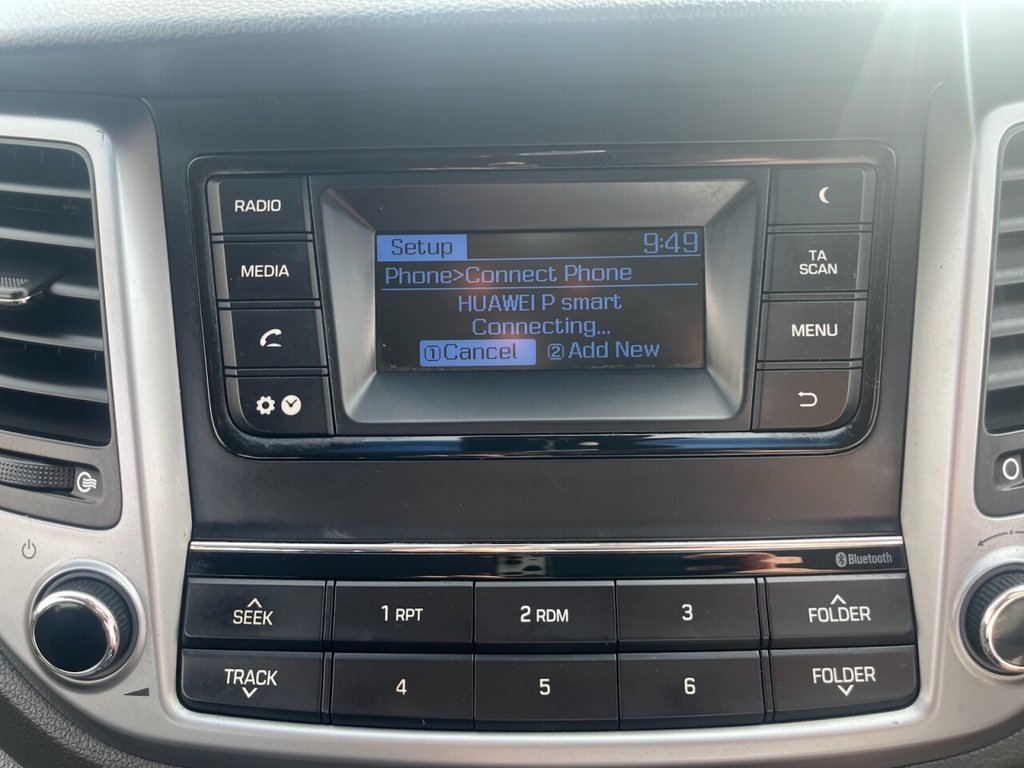 RADIO
MEDIA
Setup 9:49
Phone>Connect Phone
HUAWEI P smart
Connecting...
①Cancel ②Add New
TA
SCAN
MENU
Bluetooth
SEEK
1 RPT
2 RDM
3
FOLDER
TRACK
4
5
6
FOLDER